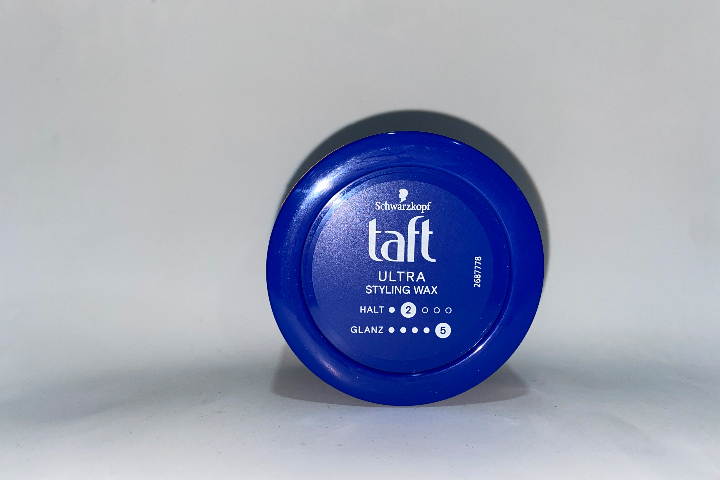 Schwarzkopf
taft
ULTRA
STYLING WAX
HALT 2
GLANZ 5
2687778